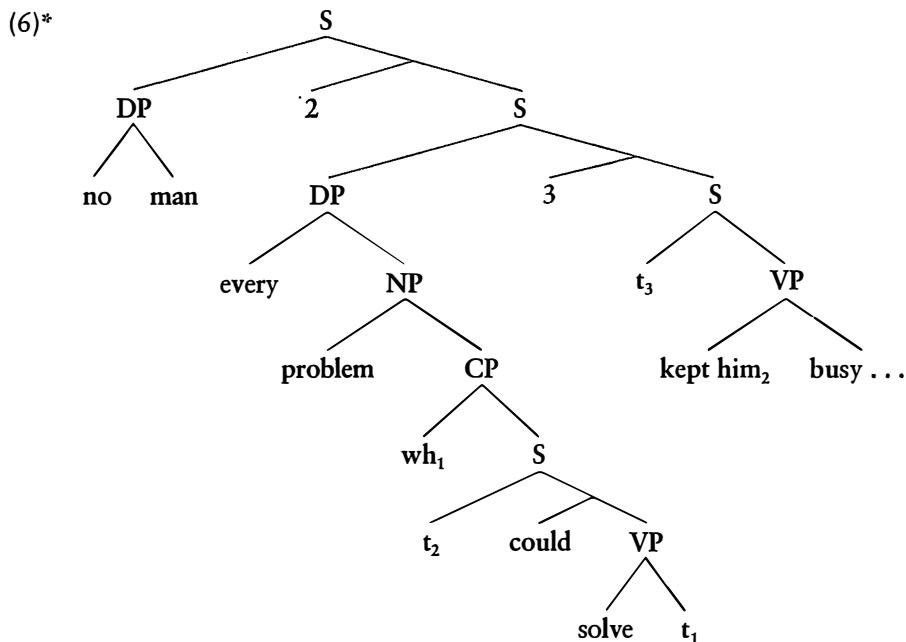 (6)*
S
DP 2 S
no man DP 3 S
every NP t₃ VP
problem CP kept him₂ busy ...
wh₁ S
t₂ could VP
solve t₁